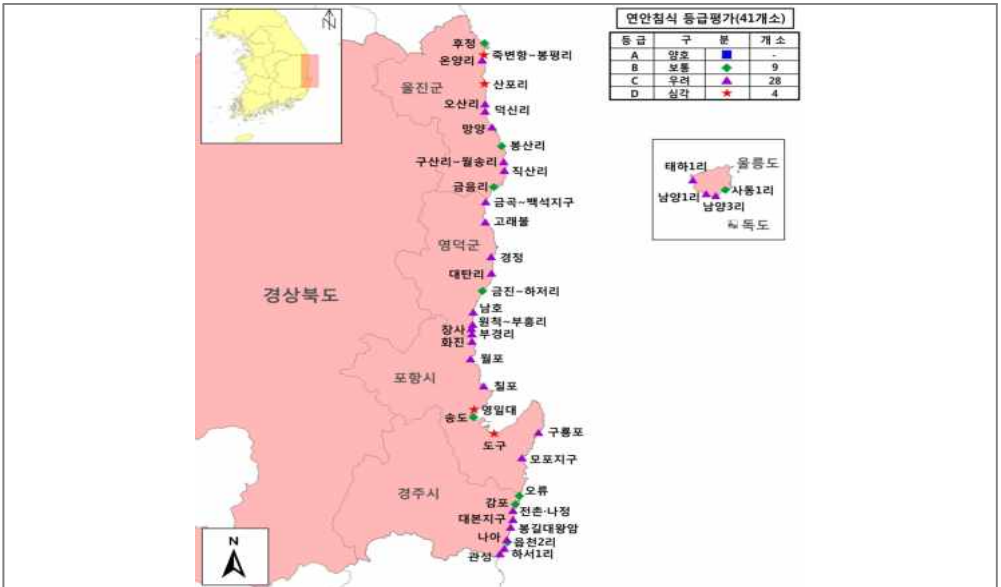 연안침식 등급평가(41개소)
등 급 구 분 개 소
A 양호 -
B 보통 9
C 우려 28
D 심각 4
N
후정
죽변항~봉평리
온양리
울진군
산포리
오산리
덕신리
망양
봉산리
구산리~월송리
직산리
금음리
금곡~백석지구
고래불
영덕군
경정
대탄리
경상북도
금진~하저리
남호
원척~부흥리
장사
부경리
화진
월포
포항시
칠포
영일대
송도
도구
구룡포
모포지구
경주시
오류
감포
전촌·나정
대본지구
봉길대왕암
나아
읍천2리
하서1리
관성
태하1리
울릉도
사동1리
남양1리
남양3리
독도
N